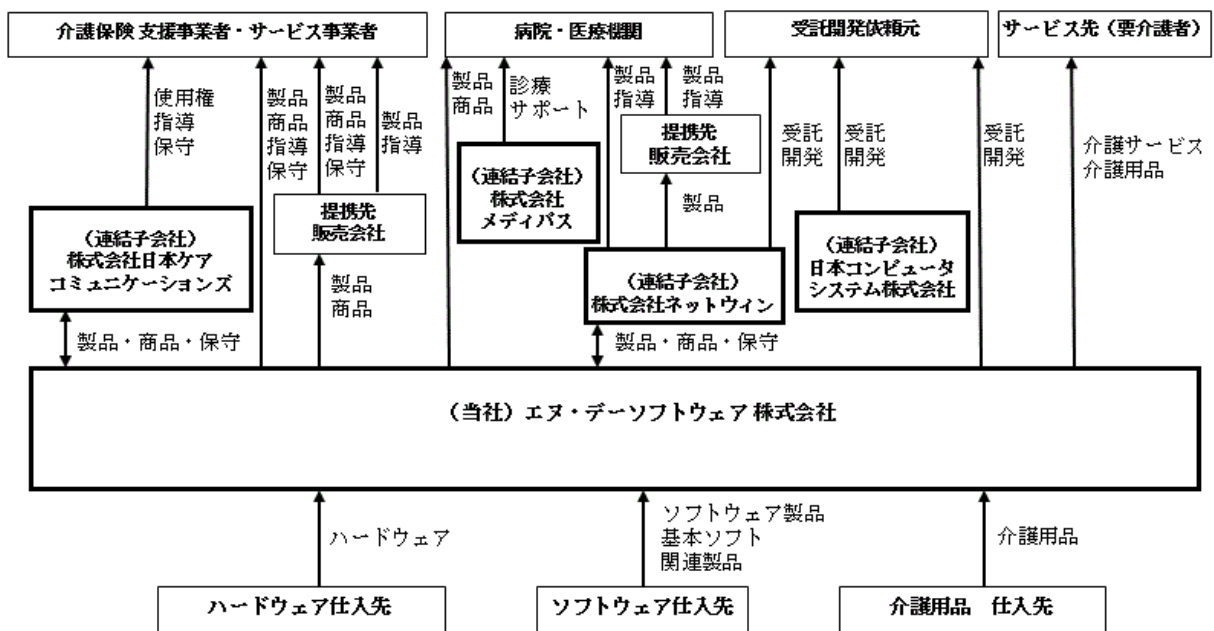 介護保険 支援事業者・サービス事業者
病院・医療機関
受託開発依頼元
サービス先（要介護者）
使用権
指導
保守
製品
商品
指導
保守
製品
商品
指導
保守
製品
指導
製品
商品
診療
サポート
製品
指導
製品
指導
受託
開発
受託
開発
受託
開発
介護サービス
介護用品
提携先
販売会社
（連結子会社）
株式会社
メディパス
提携先
販売会社
製品
（連結子会社）
株式会社日本ケア
コミュニケーションズ
（連結子会社）
株式会社ネットウィン
（連結子会社）
日本コンピュータ
システム株式会社
製品
商品
製品・商品・保守
製品・商品・保守
（当社）エヌ・デーソフトウェア 株式会社
ハードウェア
ソフトウェア製品
基本ソフト
関連製品
介護用品
ハードウェア仕入先
ソフトウェア仕入先
介護用品　仕入先